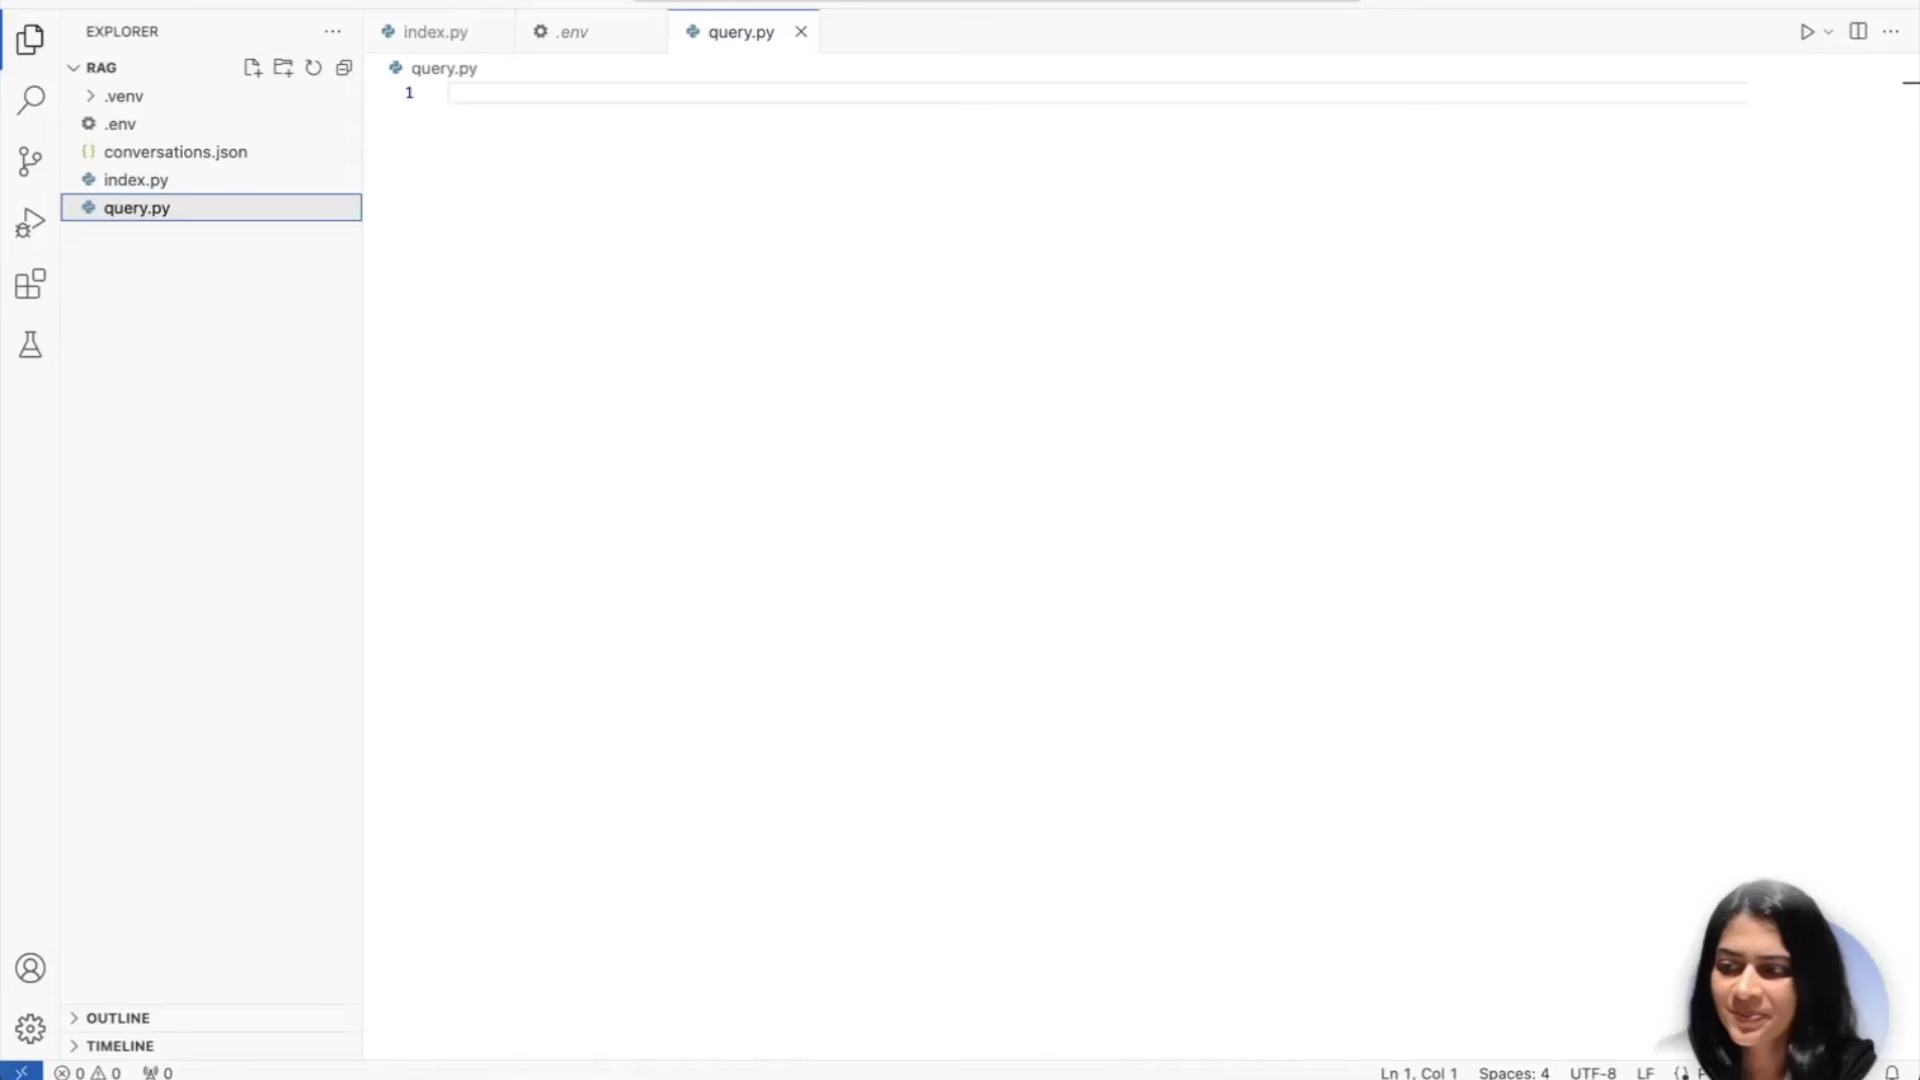 EXPLORER
index.py
.env
query.py
RAG
query.py
.venv
1
.env
conversations.json
index.py
query.py
OUTLINE
TIMELINE
0
0
0
Ln 1, Col 1
Spaces: 4
UTF-8
LF